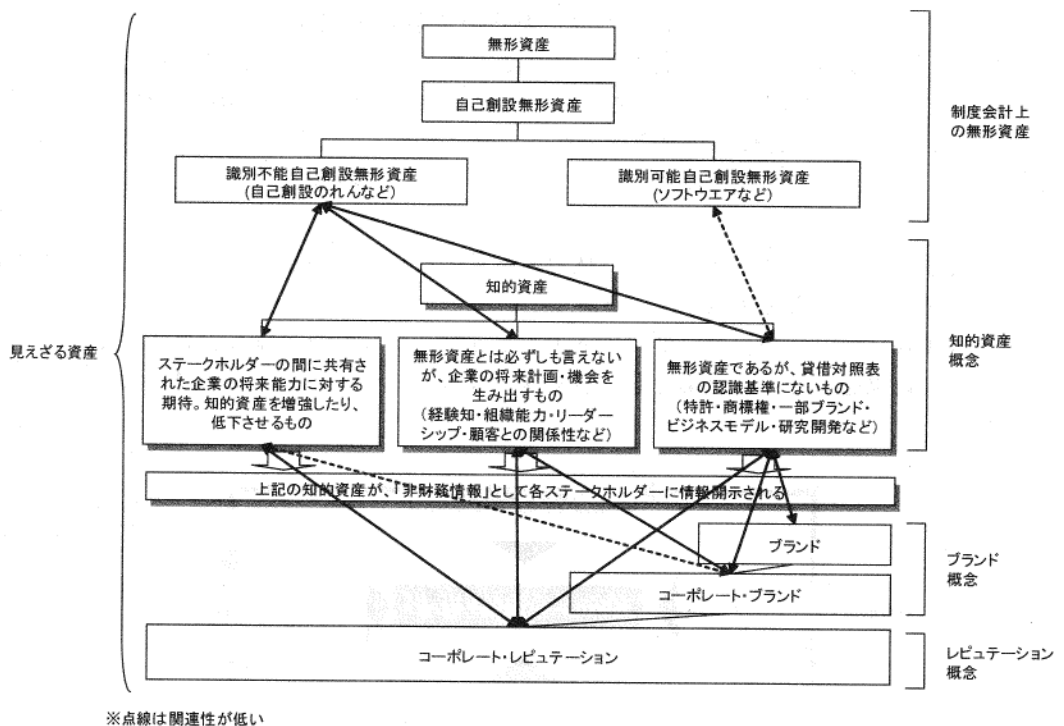 無形資産
自己創設無形資産
制度会計上
の無形資産
識別不能自己創設無形資産
(自己創設のれんなど)
識別可能自己創設無形資産
(ソフトウエアなど)
知的資産
見えざる資産
ステークホルダーの間に共有さ
れた企業の将来能力に対する
期待。知的資産を増強したり、
低下させるもの
無形資産とは必ずしも言えない
が、企業の将来計画・機会を
生み出すもの
(経験知・組織能力・リーダー
シップ・顧客との関係性など)
無形資産であるが、貸借対照表
の認識基準にないもの
(特許・商標権・一部ブランド・
ビジネスモデル・研究開発など)
知的資産
概念
上記の知的資産が、「非財務情報」として各ステークホルダーに情報開示される
ブランド
コーポレート・ブランド
ブランド
概念
コーポレート・レピュテーション
レピュテーション
概念
※点線は関連性が低い